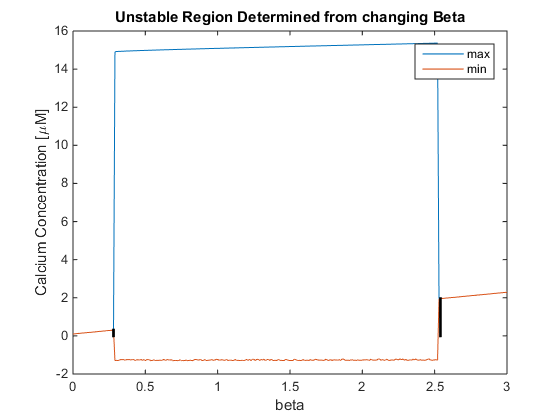 Unstable Region Determined from changing Beta
16
14
12
10
8
6
4
2
0
-2
Calcium Concentration [μM]
max
min
0 0.5 1 1.5 2 2.5 3
beta